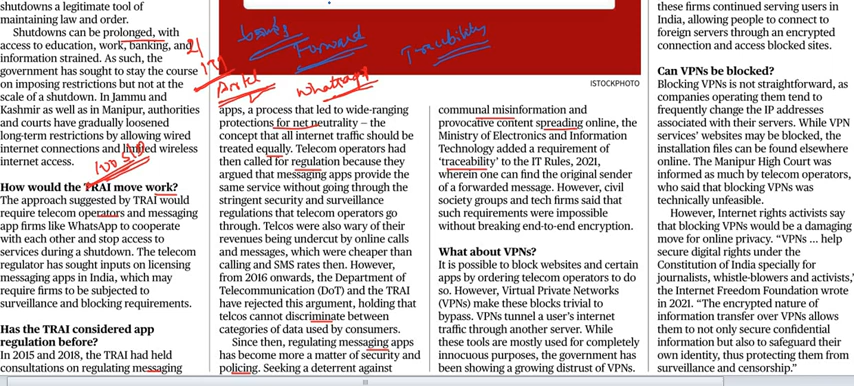 shutdowns a legitimate tool of
maintaining law and order.
Shutdowns can be prolonged, with
access to education, work, banking, and
information strained. As such, the
government has sought to stay the course
on imposing restrictions but not at the
scale of a shutdown. In Jammu and
Kashmir as well as in Manipur, authorities
and courts have gradually loosened
long-term restrictions by allowing wired
internet connections and limited wireless
internet access.
How would the TRAI move work?
The approach suggested by TRAI would
require telecom operators and messaging
app firms like WhatsApp to cooperate
with each other and stop access to
services during a shutdown. The telecom
regulator has sought inputs on licensing
messaging apps in India, which may
require firms to be subjected to
surveillance and blocking requirements.
Has the TRAI considered app
regulation before?
In 2015 and 2018, the TRAI had held
consultations on regulating messaging
Forward
Tracibility
Airtel
Whatsapp
ISTOCKPHOTO
apps, a process that led to wide-ranging
protections for net neutrality – the
concept that all internet traffic should be
treated equally. Telecom operators had
then called for regulation because they
argued that messaging apps provide the
same service without going through the
stringent security and surveillance
regulations that telecom operators go
through. Telcos were also wary of their
revenues being undercut by online calls
and messages, which were cheaper than
calling and SMS rates then. However,
from 2016 onwards, the Department of
Telecommunication (DoT) and the TRAI
have rejected this argument, holding that
telcos cannot discriminate between
categories of data used by consumers.
Since then, regulating messaging apps
has become more a matter of security and
policing. Seeking a deterrent against
communal misinformation and
provocative content spreading online, the
Ministry of Electronics and Information
Technology added a requirement of
‘traceability’ to the IT Rules, 2021,
wherein one can find the original sender
of a forwarded message. However, civil
society groups and tech firms said that
such requirements were impossible
without breaking end-to-end encryption.
What about VPNs?
It is possible to block websites and certain
apps by ordering telecom operators to do
so. However, Virtual Private Networks
(VPNs) make these blocks trivial to
bypass. VPNs tunnel a user’s internet
traffic through another server. While
these tools are mostly used for completely
innocuous purposes, the government has
been showing a growing distrust of VPNs.
these firms continued serving users in
India, allowing people to connect to
foreign servers through an encrypted
connection and access blocked sites.
Can VPNs be blocked?
Blocking VPNs is not straightforward, as
companies operating them tend to
frequently change the IP addresses
associated with their servers. While VPN
services’ websites may be blocked, the
installation files can be found elsewhere
online. The Manipur High Court was
informed as much by telecom operators,
who said that blocking VPNs was
technically unfeasible.
However, Internet rights activists say
that blocking VPNs would be a damaging
move for online privacy. “VPNs ... help
secure digital rights under the
Constitution of India specially for
journalists, whistle-blowers and activists,”
the Internet Freedom Foundation wrote
in 2021. “The encrypted nature of
information transfer over VPNs allows
them to not only secure confidential
information but also to safeguard their
own identity, thus protecting them from
surveillance and censorship.”